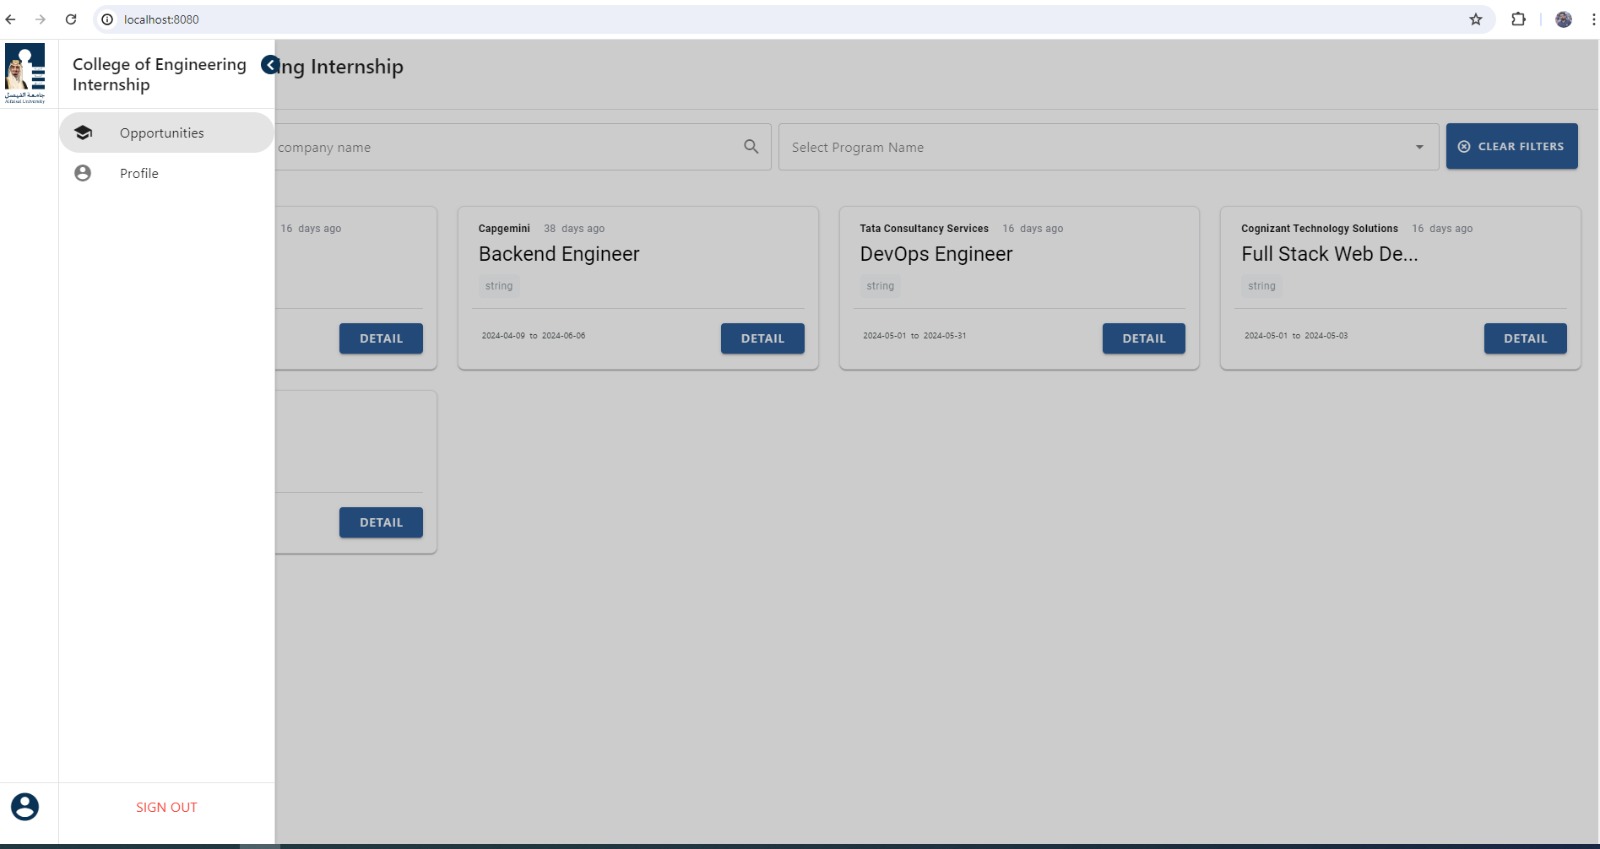 localhost:8080
جامعة الفيصل
Alfaisal University
College of Engineering
Internship
ing Internship
Opportunities
Profile
company name
Select Program Name
CLEAR FILTERS
16 days ago
DETAIL
Capgemini 38 days ago
Backend Engineer
string
2024-04-09 to 2024-06-06
DETAIL
Tata Consultancy Services 16 days ago
DevOps Engineer
string
2024-05-01 to 2024-05-31
DETAIL
Cognizant Technology Solutions 16 days ago
Full Stack Web De...
string
2024-05-01 to 2024-05-03
DETAIL
DETAIL
SIGN OUT